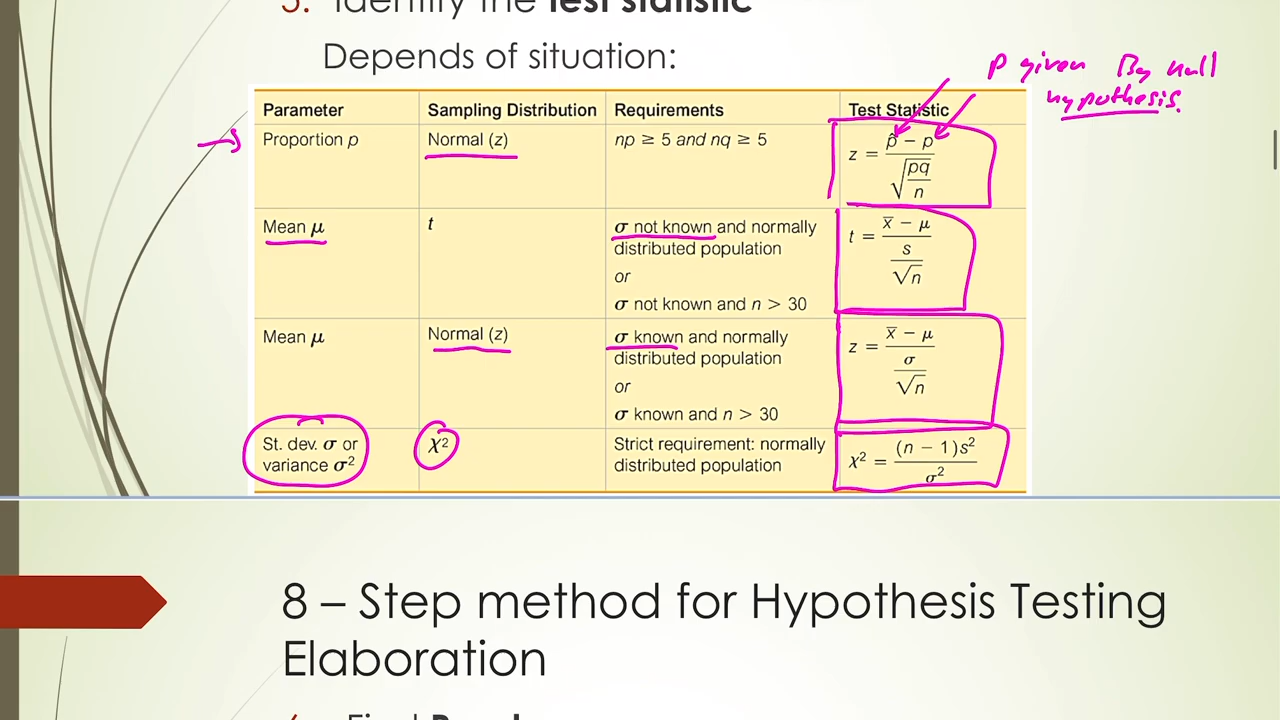 5. Identify the test statistic
Depends of situation:
p given By null
hypothesis.
Parameter Sampling Distribution Requirements Test Statistic
Proportion p Normal (z) np ≥ 5 and nq ≥ 5 z = (p̂ − p) / √(pq/n)
Mean μ t σ not known and normally
distributed population
or
σ not known and n > 30 t = (x̄ − μ) / (s/√n)
Mean μ Normal (z) σ known and normally
distributed population
or
σ known and n > 30 z = (x̄ − μ) / (σ/√n)
St. dev. σ or
variance σ² χ² Strict requirement: normally
distributed population χ² = (n − 1)s² / σ²
8 – Step method for Hypothesis Testing
Elaboration